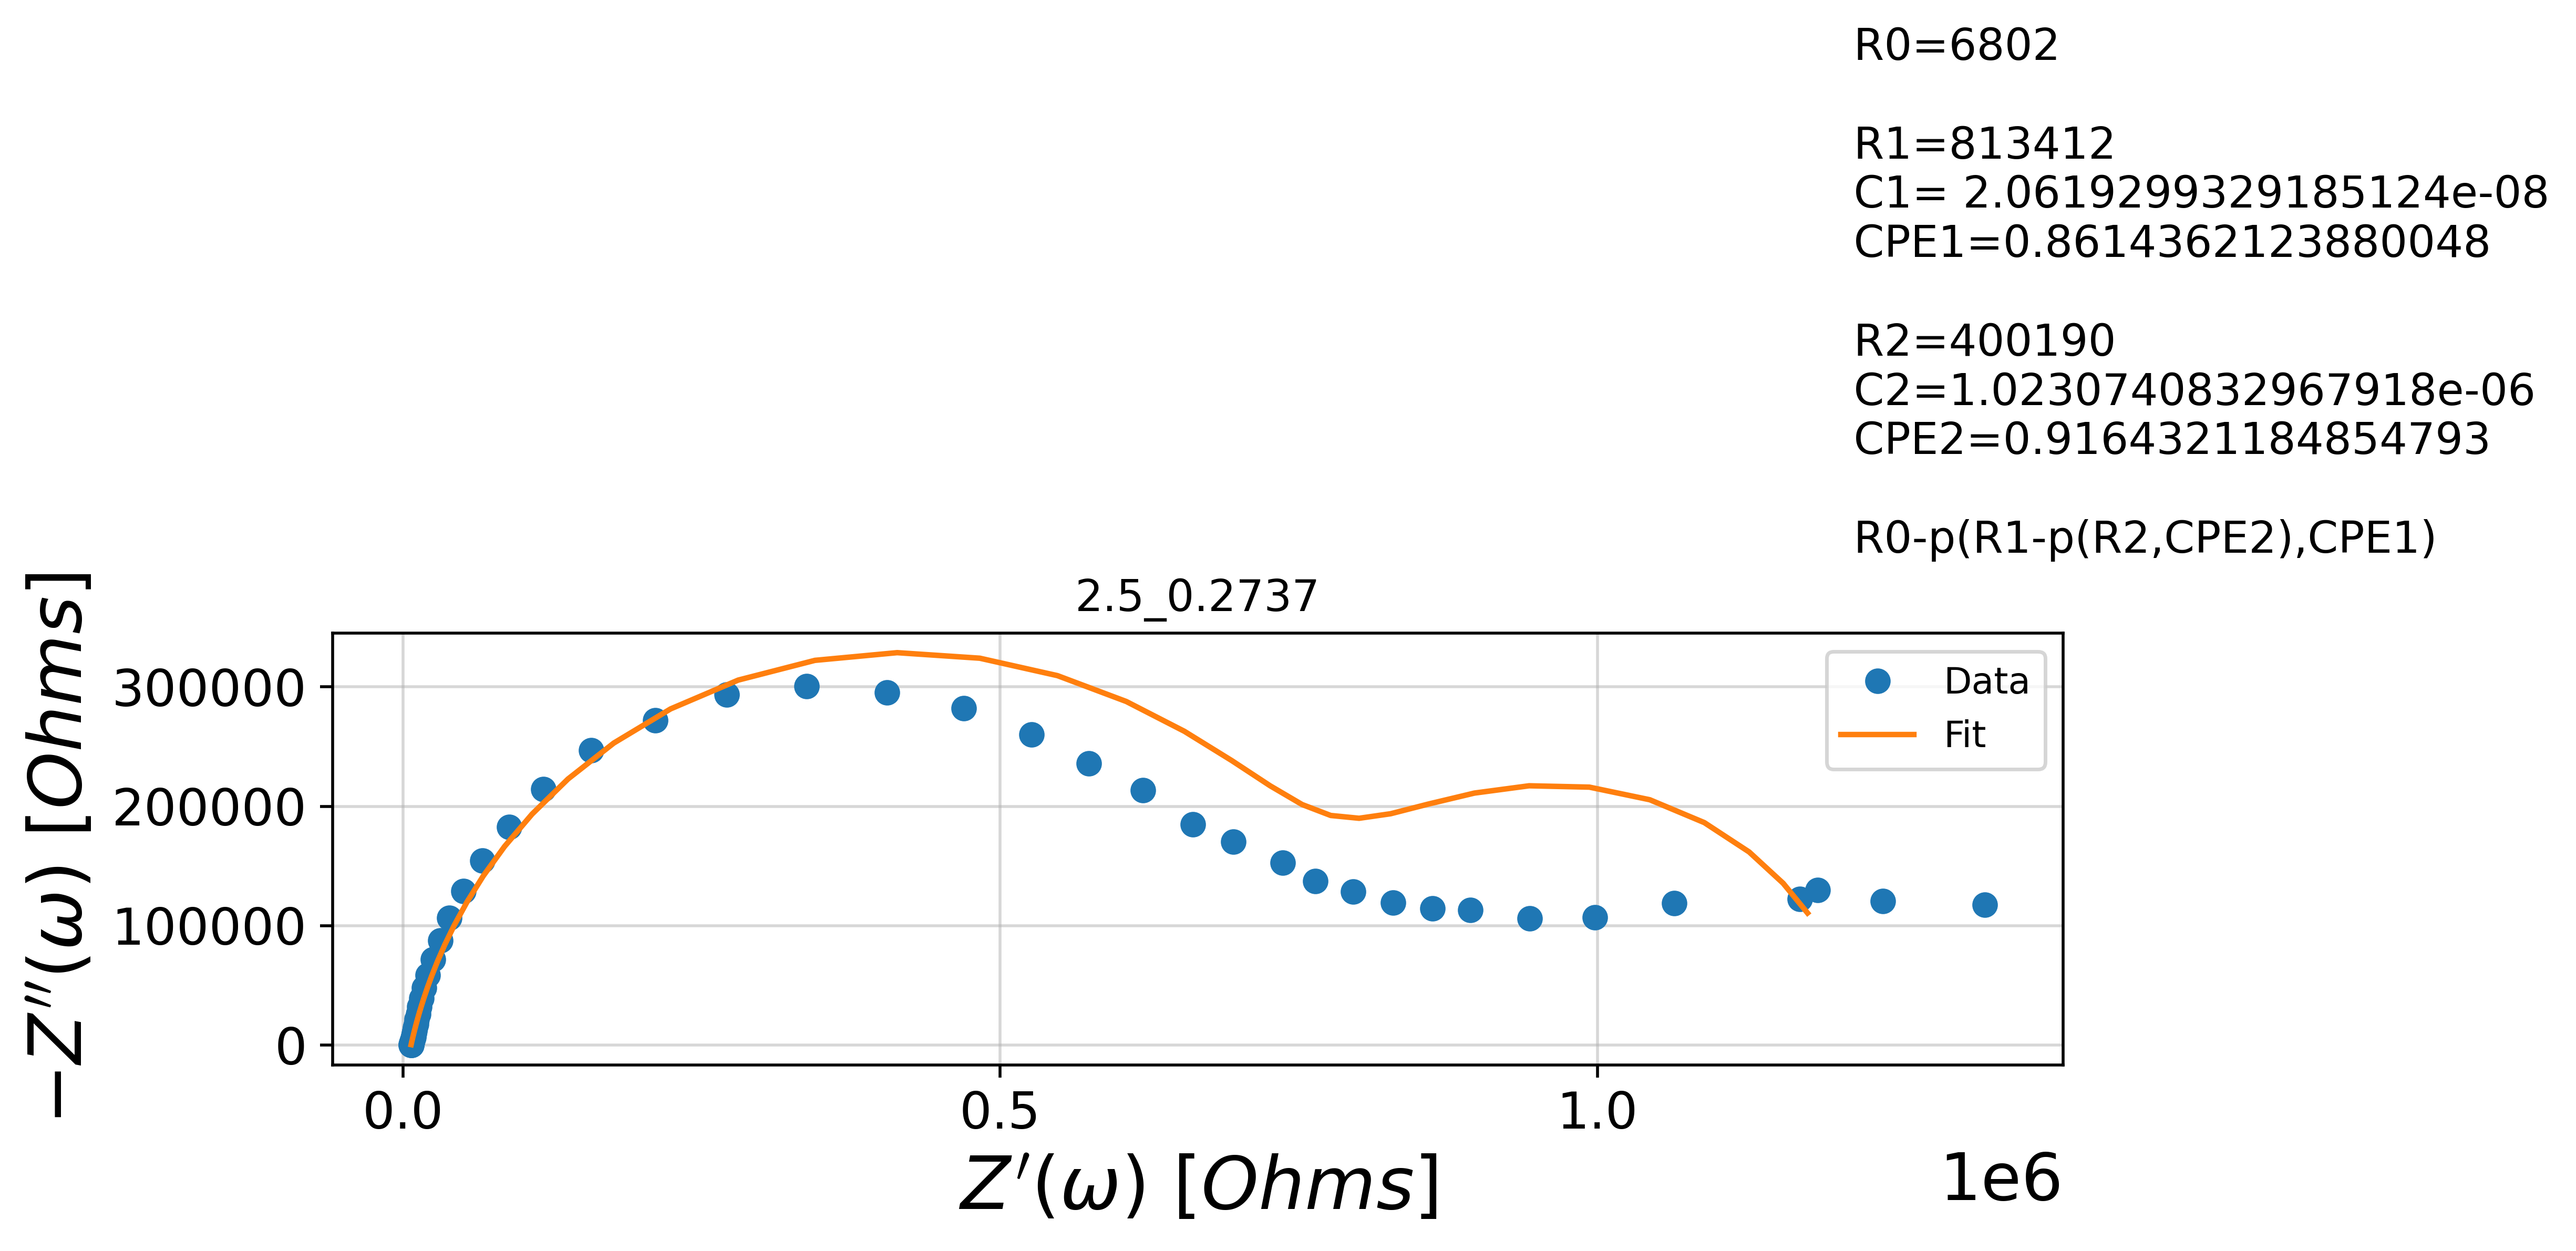 R0=6802
R1=813412
C1= 2.0619299329185124e-08
CPE1=0.8614362123880048
R2=400190
C2=1.0230740832967918e-06
CPE2=0.9164321184854793
R0-p(R1-p(R2,CPE2),CPE1)
2.5_0.2737
−Z′′(ω) [Ohms]
300000
200000
100000
0
Data
Fit
0.0
0.5
1.0
Z′(ω) [Ohms]
1e6